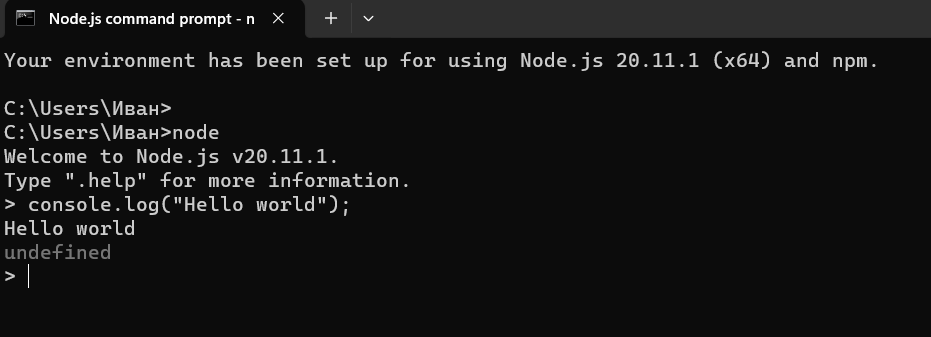 Node.js command prompt - n
Your environment has been set up for using Node.js 20.11.1 (x64) and npm.
C:\Users\Иван>
C:\Users\Иван>node
Welcome to Node.js v20.11.1.
Type ".help" for more information.
> console.log("Hello world");
Hello world
undefined
>